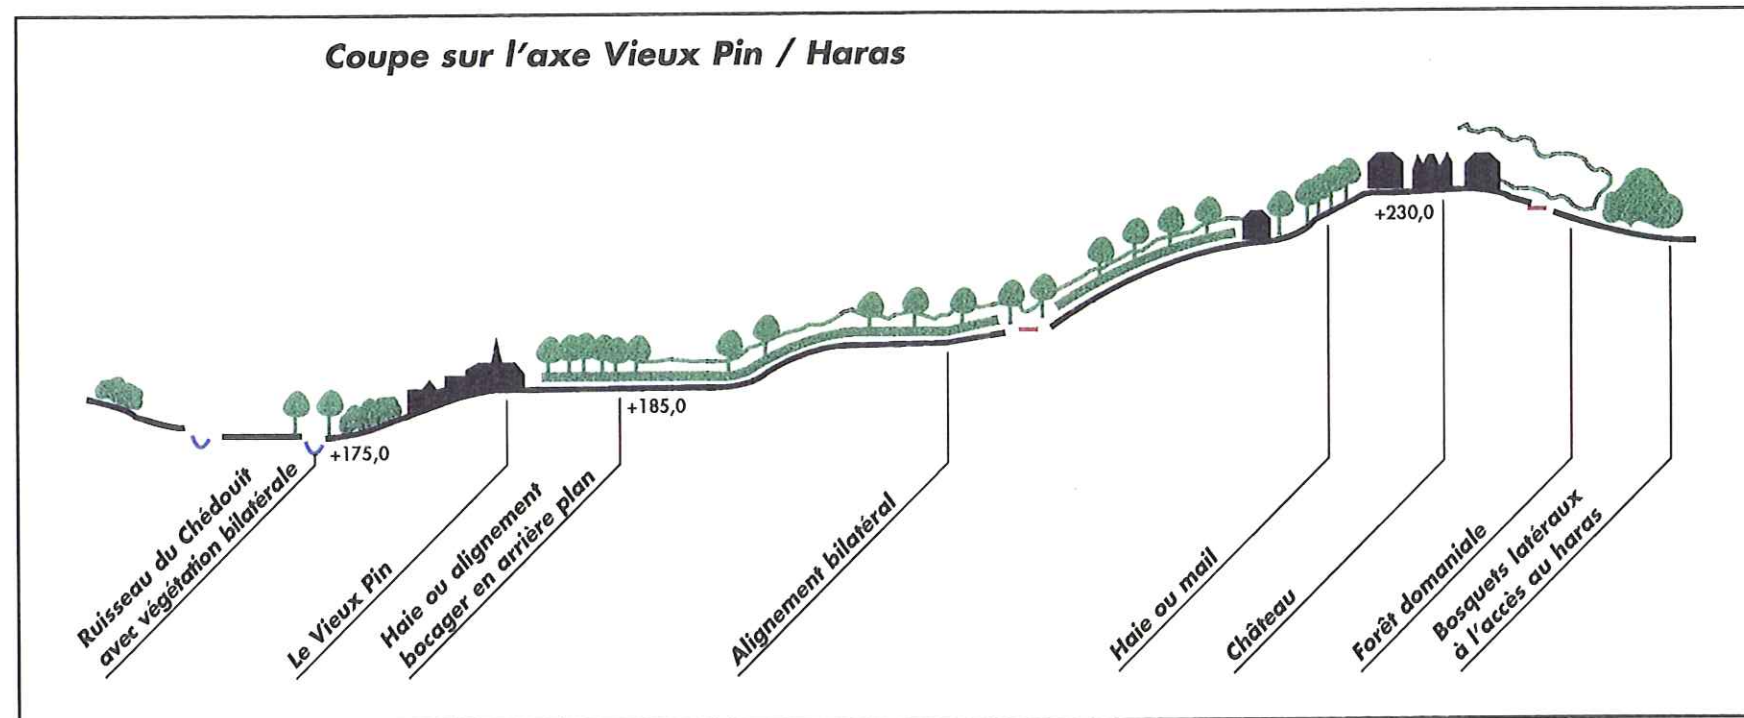 Coupe sur l'axe Vieux Pin / Haras
+230,0
+185,0
+175,0
Ruisseau du Chédouit
avec végétation bilatérale
Le Vieux Pin
Haie ou alignement
bocager en arrière plan
Alignement bilatéral
Haie ou mail
Château
Forêt domaniale
Bosquets latéraux
à l'accès au haras